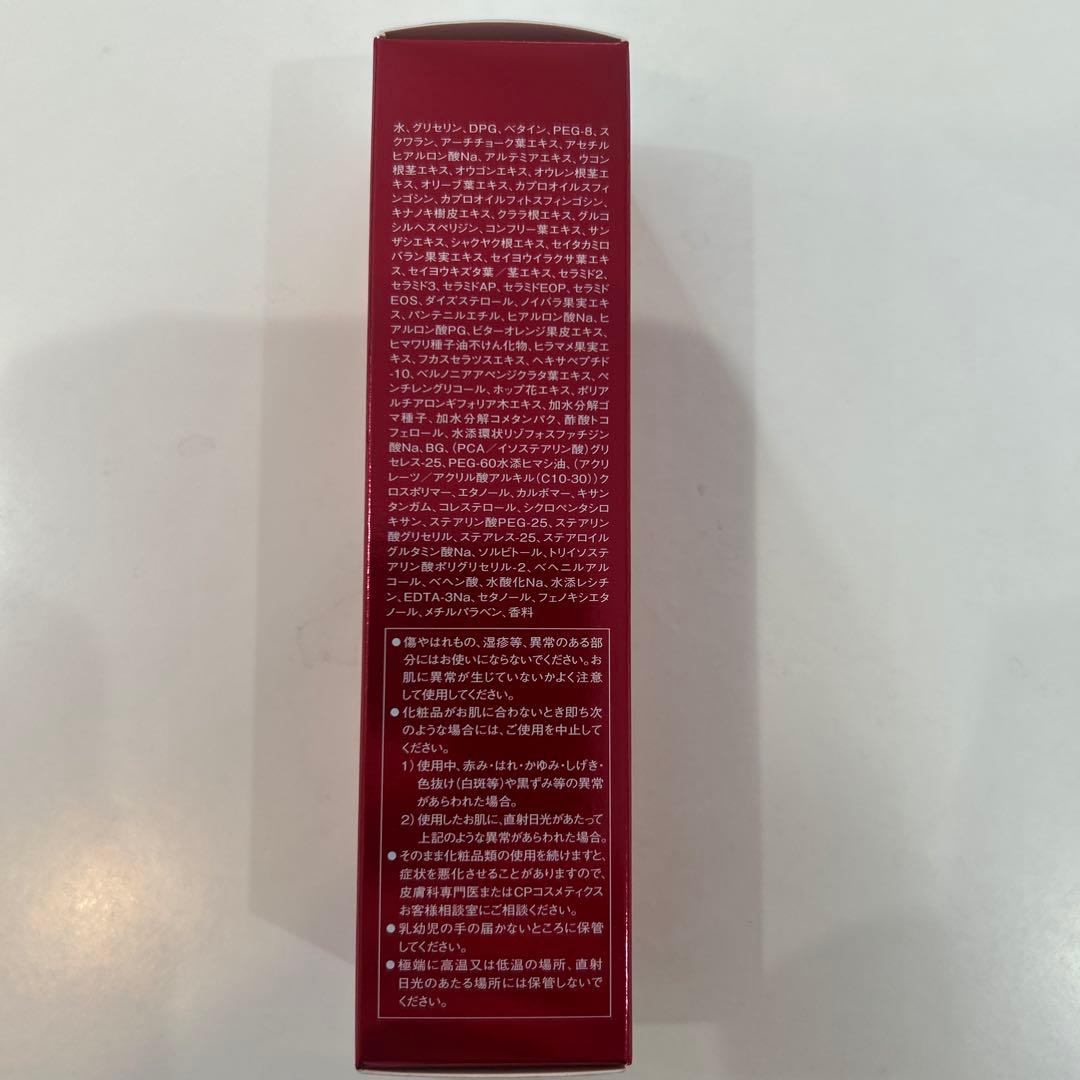 水、グリセリン、DPG、ベタイン、PEG-8、ス
クワラン、アーチチョーク葉エキス、アセチル
ヒアルロン酸Na、アルテミアエキス、ウコン
根茎エキス、オウゴンエキス、オウレン根茎エ
キス、オリーブ葉エキス、カプロオイルスフィ
ンゴシン、カプロオイルフィトスフィンゴシン、
キナノキ樹皮エキス、クララ根エキス、グルコ
シルヘスペリジン、コンフリー葉エキス、サン
ザシエキス、シャクヤク根エキス、セイタカミロ
バラン果実エキス、セイヨウイラクサ葉エキ
ス、セイヨウキズタ葉／茎エキス、セラミド2、
セラミド3、セラミドAP、セラミドEOP、セラミド
EOS、ダイズステロール、ノイバラ果実エキ
ス、パンテニルエチル、ヒアルロン酸Na、ヒ
アルロン酸PG、ビターオレンジ果皮エキス、
ヒマワリ種子油不けん化物、ヒラマメ果実エ
キス、フカスセラツスエキス、ヘキサペプチド
-10、ベルノニアアペンジクラタ葉エキス、ペ
ンチレングリコール、ホップ花エキス、ポリア
ルチアロンギフォリア木エキス、加水分解ゴ
マ種子、加水分解コメタンパク、酢酸トコ
フェロール、水添環状リゾフォスファチジン
酸Na、BG、（PCA／イソステアリン酸）グリ
セレス-25、PEG-60水添ヒマシ油、（アクリ
レーツ／アクリル酸アルキル（C10-30））ク
ロスポリマー、エタノール、カルボマー、キサン
タンガム、コレステロール、シクロペンタシロ
キサン、ステアリン酸PEG-25、ステアリン
酸グリセリル、ステアレス-25、ステアロイル
グルタミン酸Na、ソルビトール、トリイソステ
アリン酸ポリグリセリル-2、ベヘニルアル
コール、ベヘン酸、水酸化Na、水添レシチ
ン、EDTA-3Na、セタノール、フェノキシエタ
ノール、メチルパラベン、香料
●傷やはれもの、湿疹等、異常のある部
分にはお使いにならないでください。お
肌に異常が生じていないかよく注意
して使用してください。
●化粧品がお肌に合わないとき即ち次
のような場合には、ご使用を中止して
ください。
1）使用中、赤み・はれ・かゆみ・しげき・
色抜け（白斑等）や黒ずみ等の異常
があらわれた場合。
2）使用したお肌に、直射日光があたって
上記のような異常があらわれた場合。
●そのまま化粧品類の使用を続けますと、
症状を悪化させることがありますので、
皮膚科専門医またはCPコスメティクス
お客様相談室にご相談ください。
●乳幼児の手の届かないところに保管
してください。
●極端に高温又は低温の場所、直射
日光のあたる場所には保管しないで
ください。